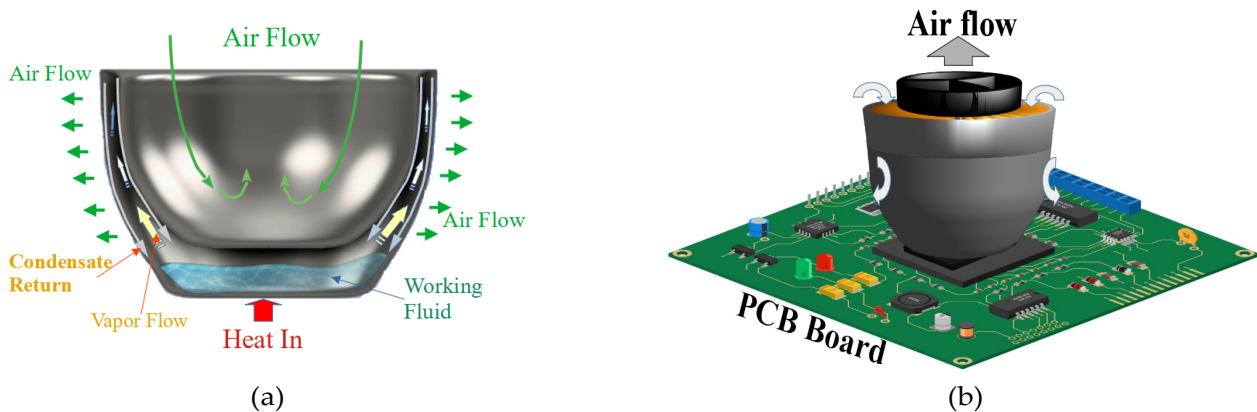 Air Flow
Air Flow
Air Flow
Condensate
Return
Vapor Flow
Working
Fluid
Heat In
(a)
Air flow
PCB Board
(b)